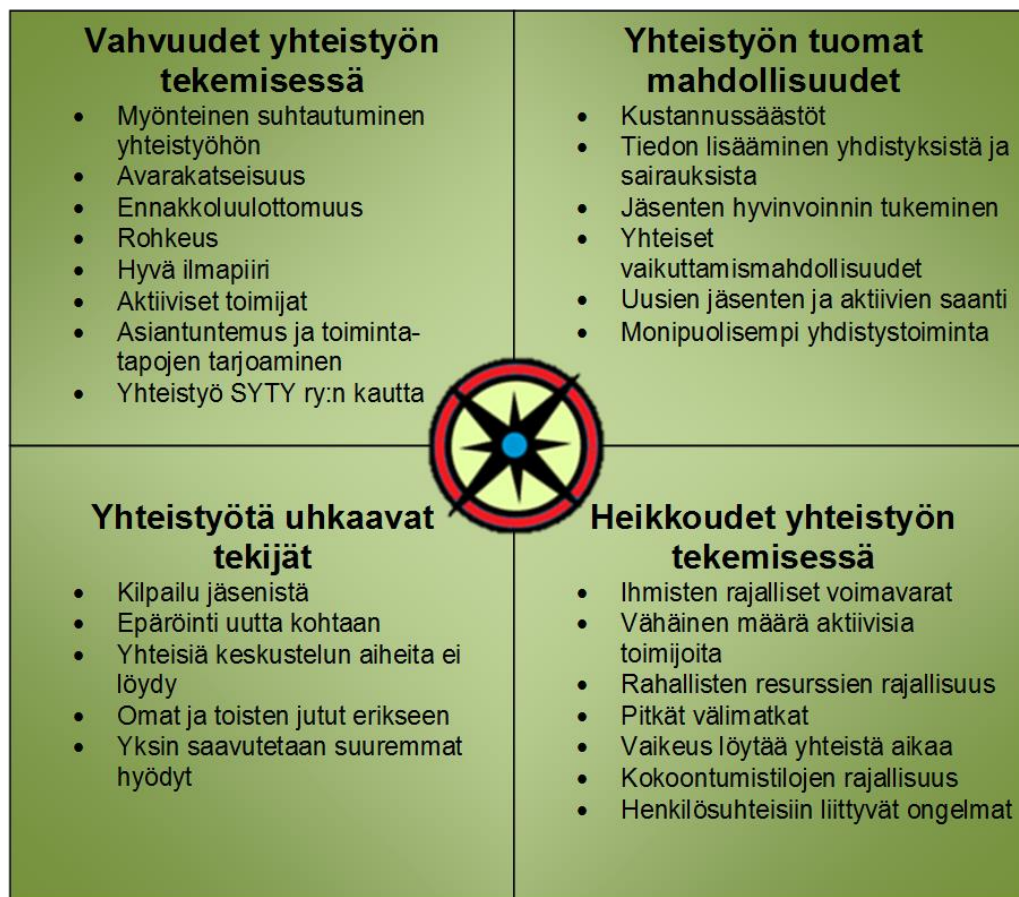 Vahvuudet yhteistyön
tekemisessä
• Myönteinen suhtautuminen
yhteistyöhön
• Avarakatseisuus
• Ennakkoluulottomuus
• Rohkeus
• Hyvä ilmapiiri
• Aktiiviset toimijat
• Asiantuntemus ja toiminta-
tapojen tarjoaminen
• Yhteistyö SYTY ry:n kautta
Yhteistyön tuomat
mahdollisuudet
• Kustannussäästöt
• Tiedon lisääminen yhdistyksistä ja
sairauksista
• Jäsenten hyvinvoinnin tukeminen
• Yhteiset
vaikuttamismahdollisuudet
• Uusien jäsenten ja aktiivien saanti
• Monipuolisempi yhdistystoiminta
Yhteistyötä uhkaavat
tekijät
• Kilpailu jäsenistä
• Epäröinti uutta kohtaan
• Yhteisiä keskustelun aiheita ei
löydy
• Omat ja toisten jutut erikseen
• Yksin saavutetaan suuremmat
hyödyt
Heikkoudet yhteistyön
tekemisessä
• Ihmisten rajalliset voimavarat
• Vähäinen määrä aktiivisia
toimijoita
• Rahallisten resurssien rajallisuus
• Pitkät välimatkat
• Vaikeus löytää yhteistä aikaa
• Kokoontumistilojen rajallisuus
• Henkilösuhteisiin liittyvät ongelmat